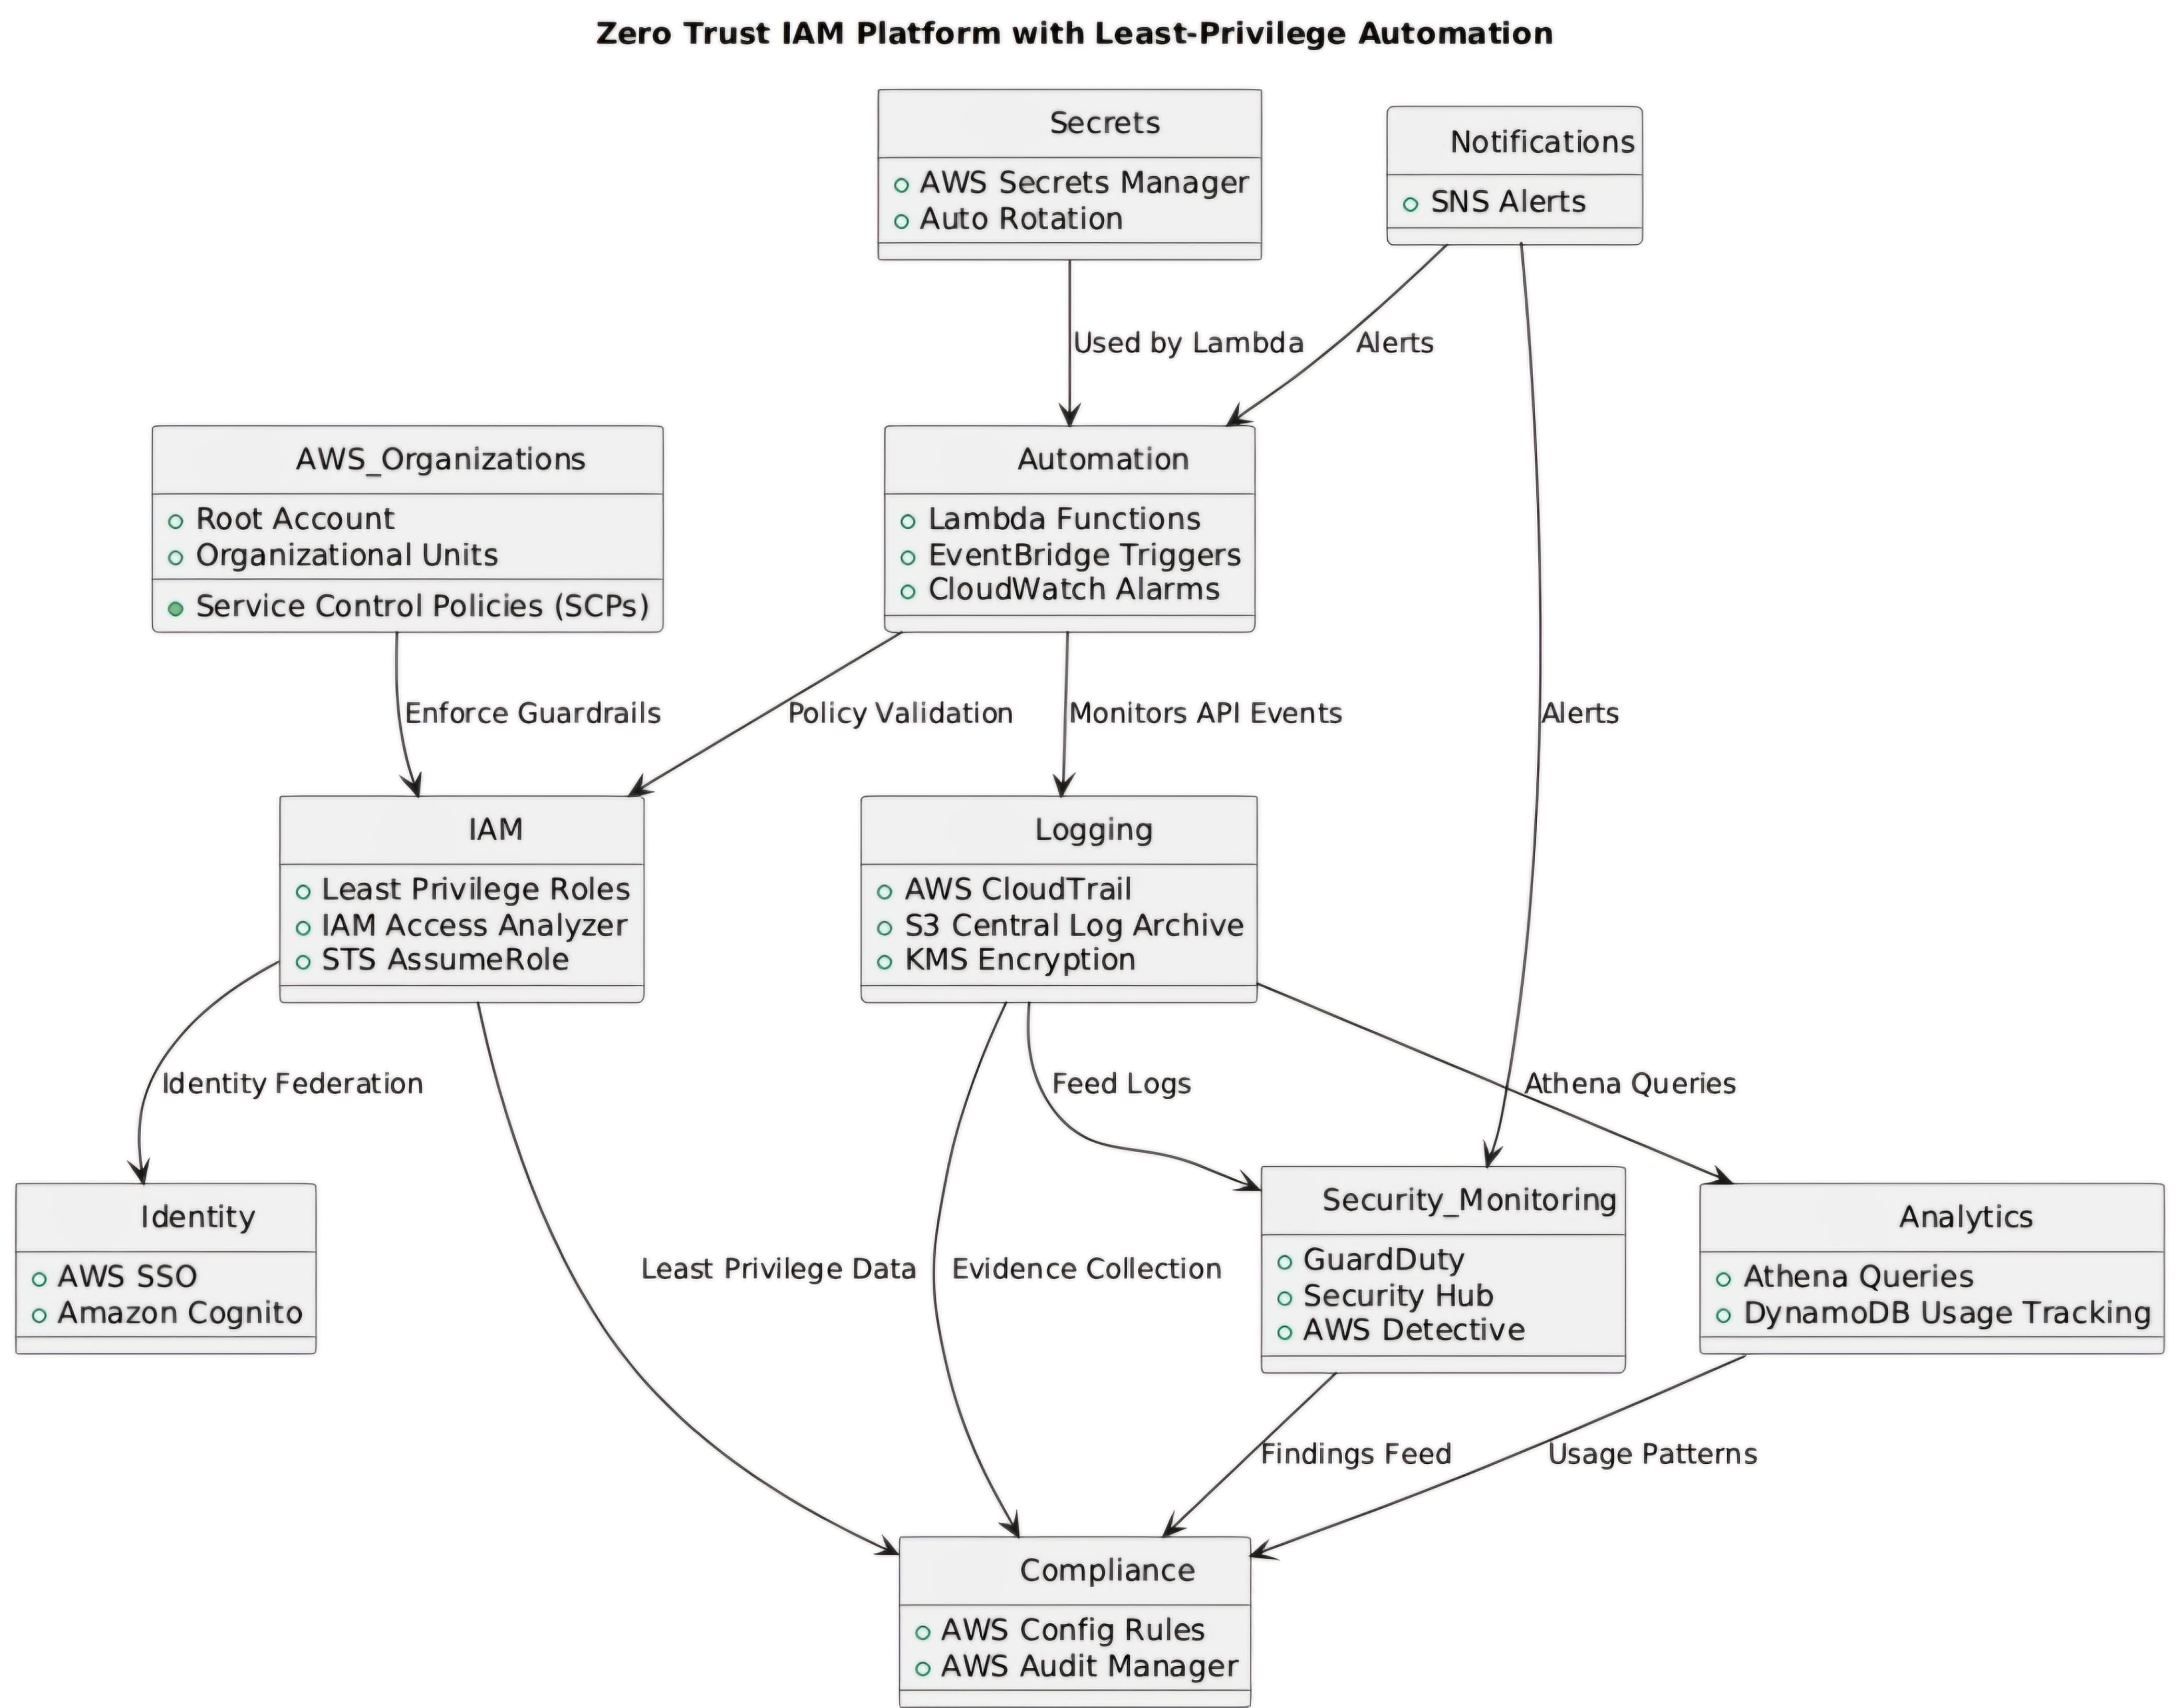 Zero Trust IAM Platform with Least-Privilege Automation
Secrets
AWS Secrets Manager
Auto Rotation
Notifications
SNS Alerts
Used by Lambda
Alerts
AWS_Organizations
Root Account
Organizational Units
Service Control Policies (SCPs)
Automation
Lambda Functions
EventBridge Triggers
CloudWatch Alarms
Enforce Guardrails
Policy Validation
Monitors API Events
Alerts
IAM
Least Privilege Roles
IAM Access Analyzer
STS AssumeRole
Logging
AWS CloudTrail
S3 Central Log Archive
KMS Encryption
Identity Federation
Feed Logs
Athena Queries
Identity
AWS SSO
Amazon Cognito
Least Privilege Data
Evidence Collection
Security_Monitoring
GuardDuty
Security Hub
AWS Detective
Analytics
Athena Queries
DynamoDB Usage Tracking
Findings Feed
Usage Patterns
Compliance
AWS Config Rules
AWS Audit Manager